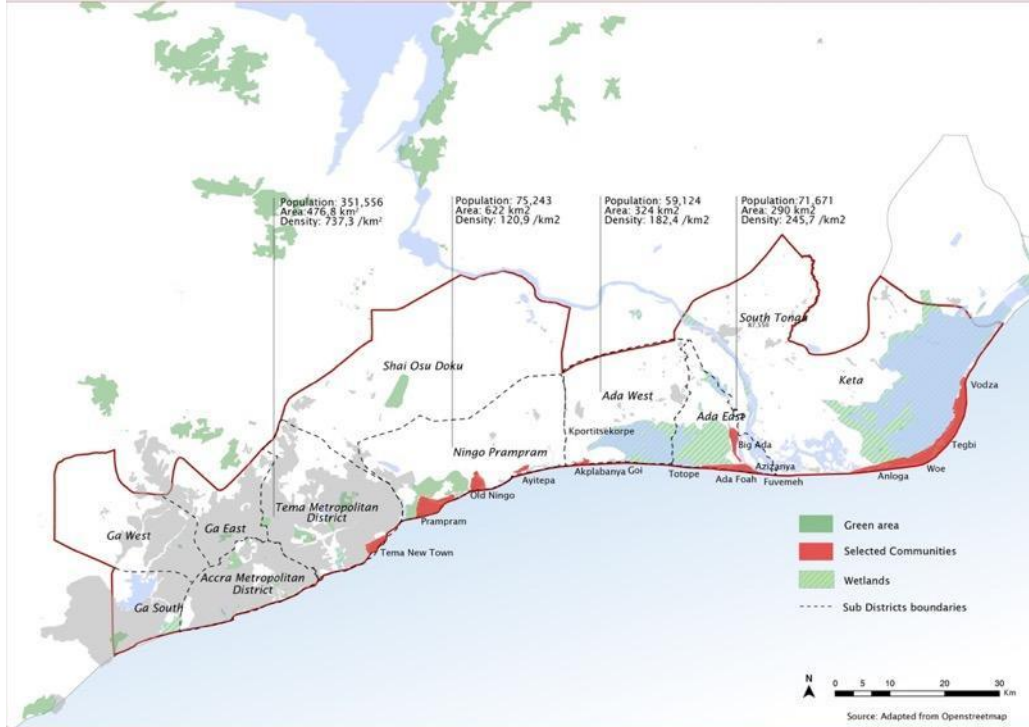 Population: 351,556
Area:476,8 km²
Density: 737,3 /km²
Population: 75,243
Area: 622 km2
Density: 120,9 /km2
Population: 59,124
Area: 324 km2
Density: 182,4 /km2
Population:71,671
Area: 290 km2
Density: 245,7 /km2
South Tongu
Shai Osu Doku
Keta
Vodza
Ada West
Ada East
Kportitsekorpe
Big Ada
Tegbi
Ningo Prampram
Akplabanya
Goi
Totope
Ada Foah
Azizanya
Fuvemeh
Anloga
Woe
Ayitepa
Old Ningo
Prampram
Tema Metropolitan
District
Ga East
Ga West
Tema New Town
Accra Metropolitan
District
Ga South
Green area
Selected Communities
Wetlands
Sub Districts boundaries
N
0 5 10 20 30
Km
Source: Adapted from Openstreetmap